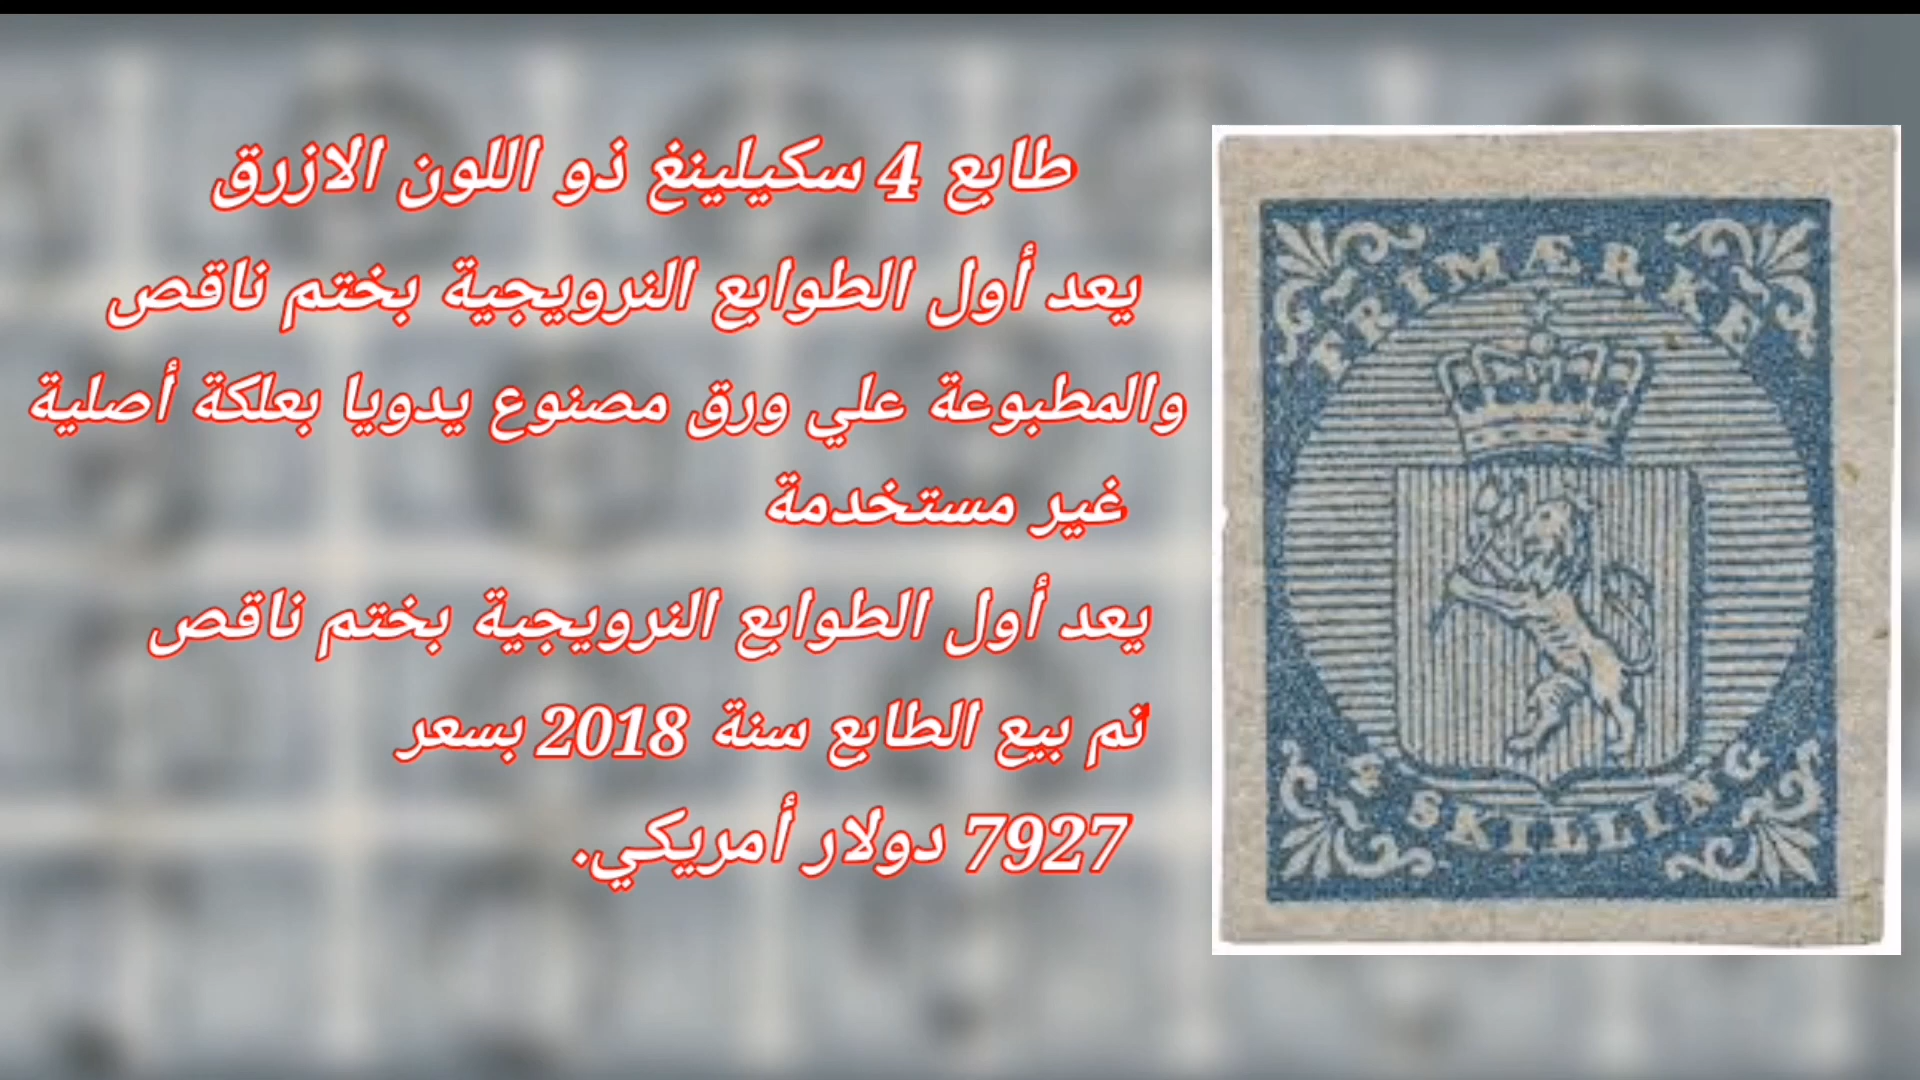 طابع 4 سكيلينغ ذو اللون الازرق
يعد أول الطوابع النرويجية بختم ناقص
والمطبوعة علي ورق مصنوع يدويا بعلكة أصلية
غير مستخدمة
يعد أول الطوابع النرويجية بختم ناقص
تم بيع الطابع سنة 2018 بسعر
7927 دولار أمريكي.
FRIMÆRKE
4 SKILLING